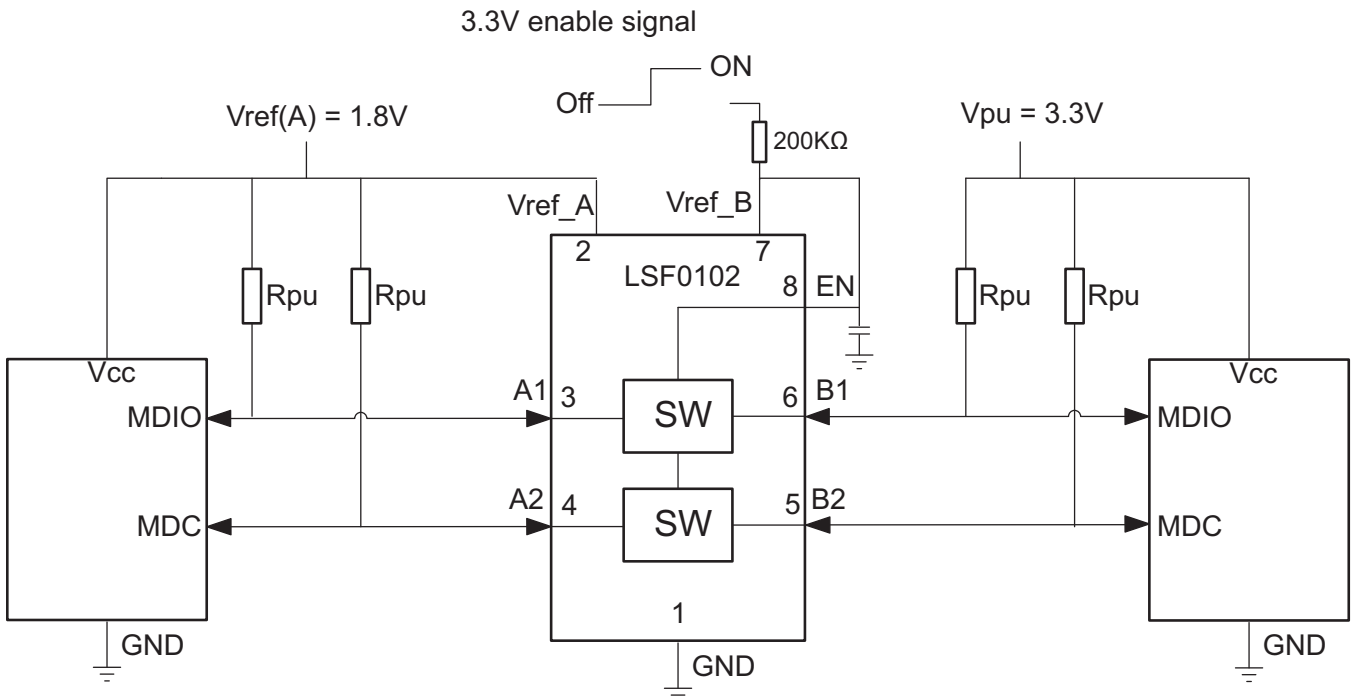 3.3V enable signal
ON
Off
Vref(A) = 1.8V
Vpu = 3.3V
200KΩ
Vref_A
Vref_B
2
7
LSF0102
8
EN
Rpu
Rpu
Rpu
Rpu
Vcc
Vcc
MDIO
A1
3
SW
6
B1
MDIO
MDC
A2
4
SW
5
B2
MDC
1
GND
GND
GND